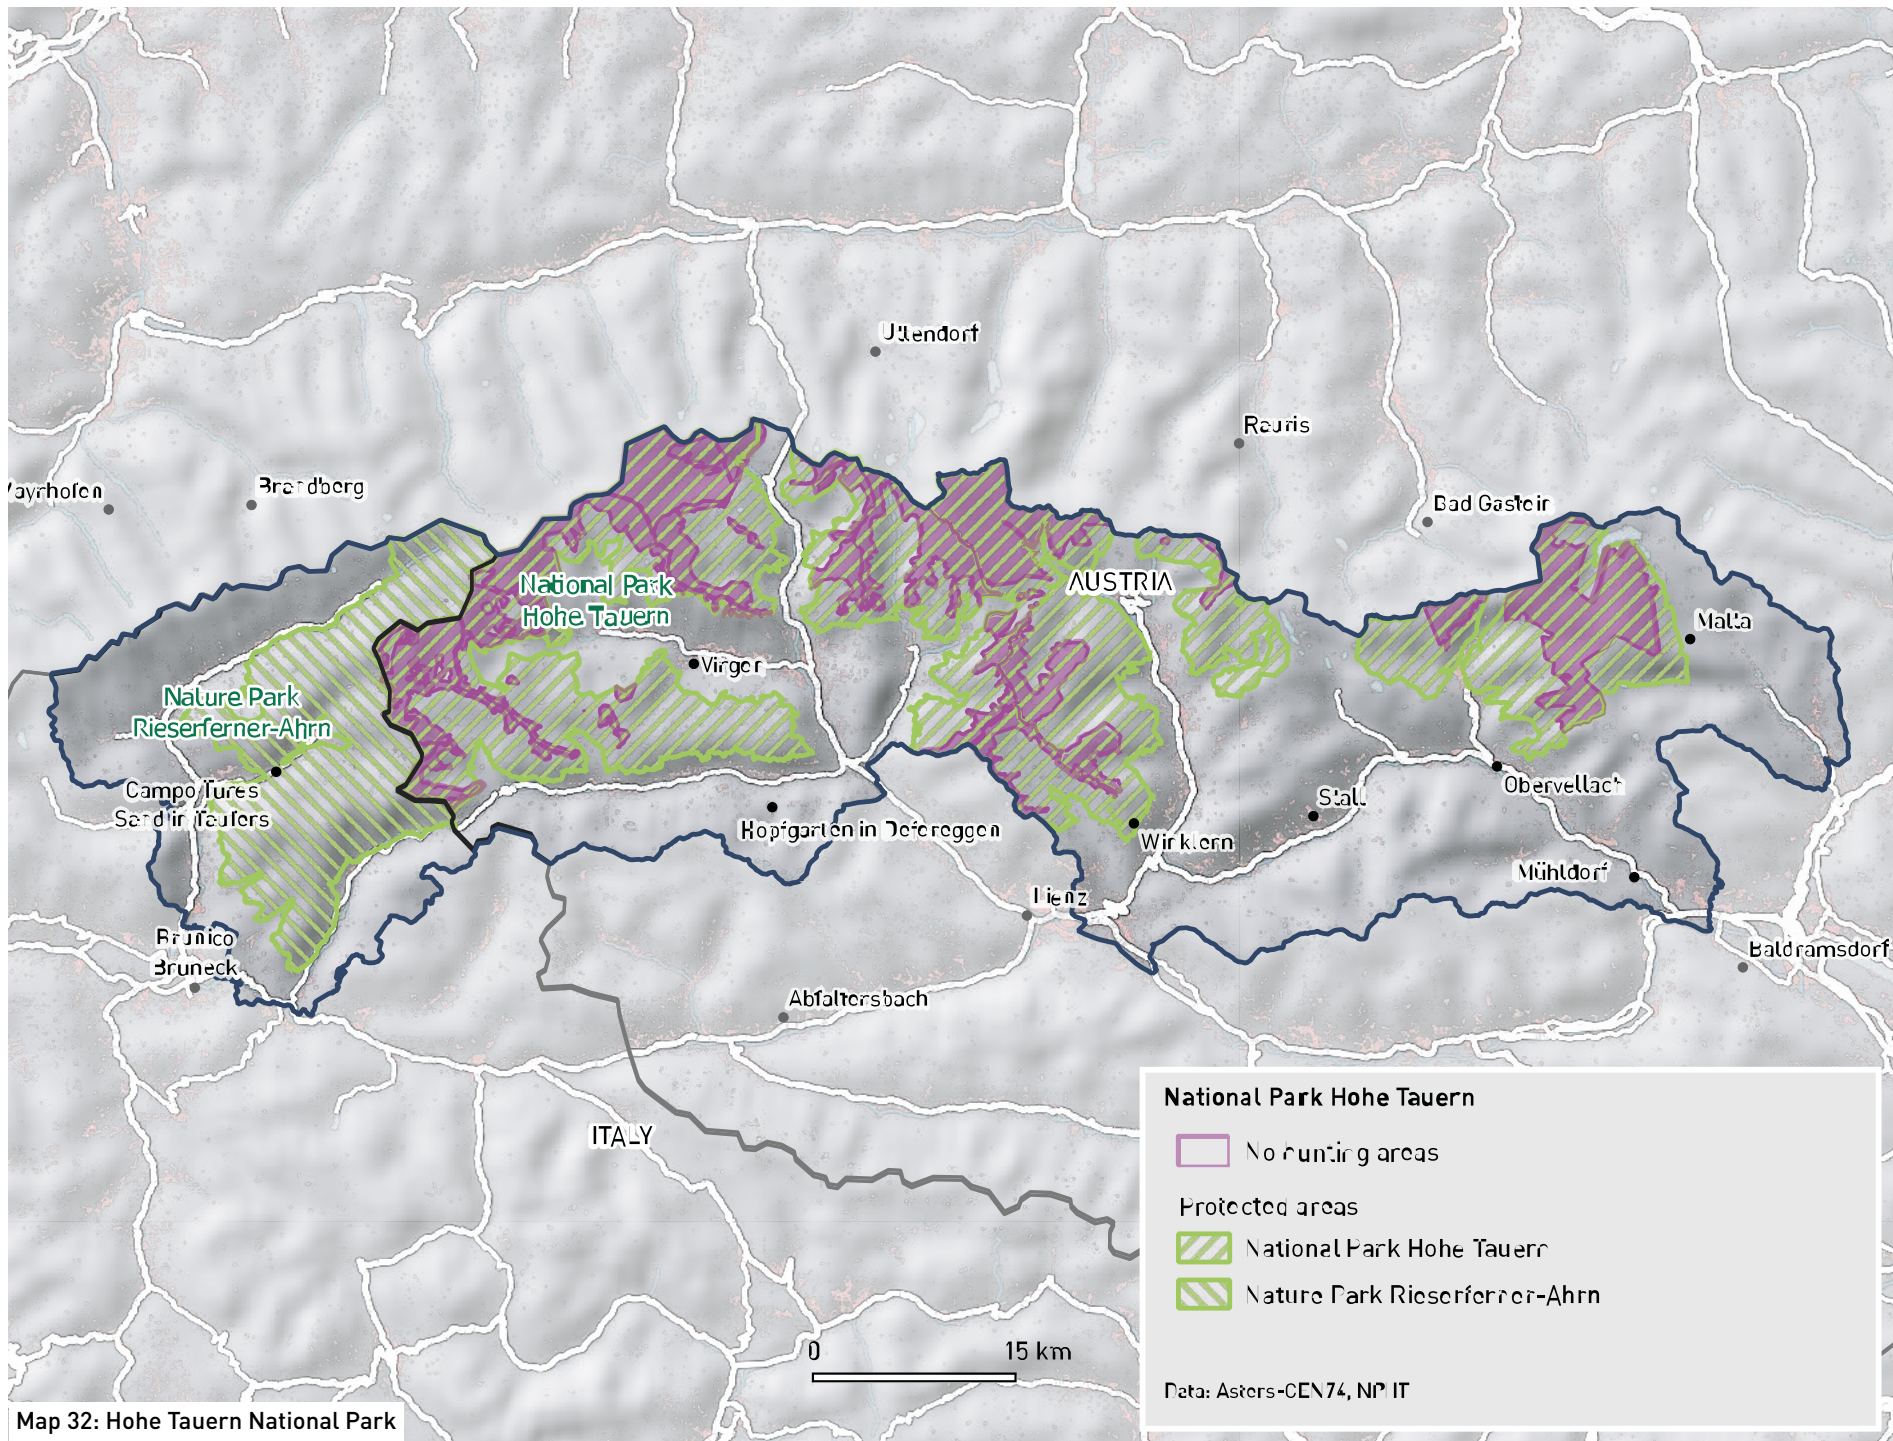 Uttendorf
Rauris
Brandberg
Mayrhofen
Bad Gastein
National Park
Hohe Tauern
AUSTRIA
Malta
Virgen
Nature Park
Rieserferner-Ahrn
Campo Tures
Sand in Taufers
Obervellach
Stall
Hopfgarten in Defereggen
Winklern
Mühldorf
Lienz
Brunico
Bruneck
Baldramsdorf
Abfaltersbach
ITALY
National Park Hohe Tauern
No hunting areas
Protected areas
National Park Hohe Tauern
Nature Park Rieserferner-Ahrn
Data: Asters-CEN74, NPHT
0 15 km
Map 32: Hohe Tauern National Park